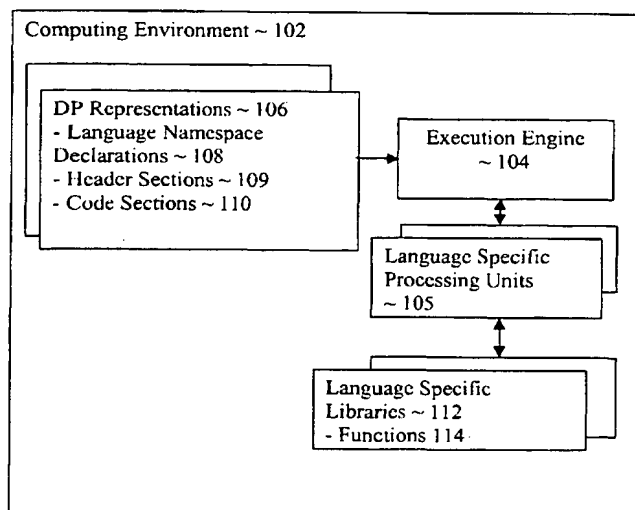 Computing Environment ~ 102
DP Representations ~ 106
- Language Namespace
Declarations ~ 108
- Header Sections ~ 109
- Code Sections ~ 110
Execution Engine
~ 104
Language Specific
Processing Units
~ 105
Language Specific
Libraries ~ 112
- Functions 114